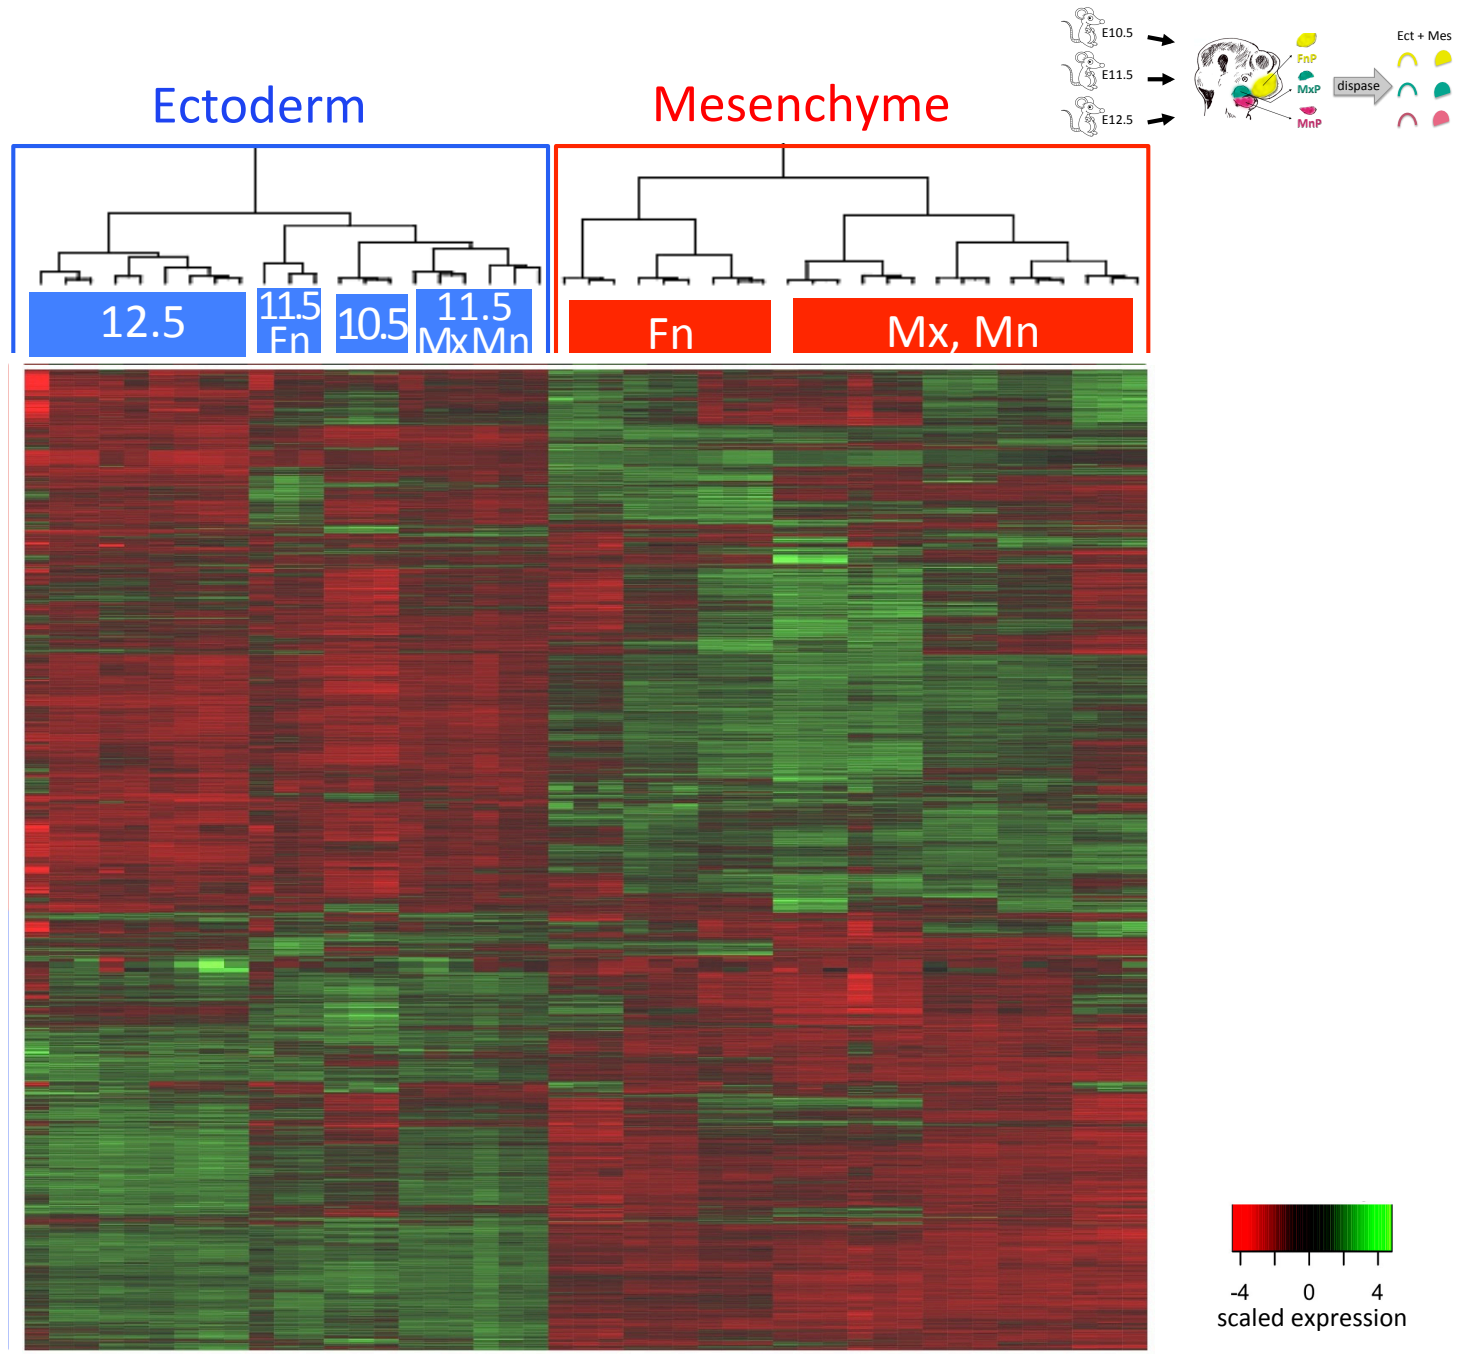 E10.5
E11.5
E12.5
FnP
MxP
MnP
dispase
Ect + Mes
Ectoderm
Mesenchyme
12.5
11.5
Fn
10.5
11.5
MxMn
Fn
Mx, Mn
-4 0 4
scaled expression